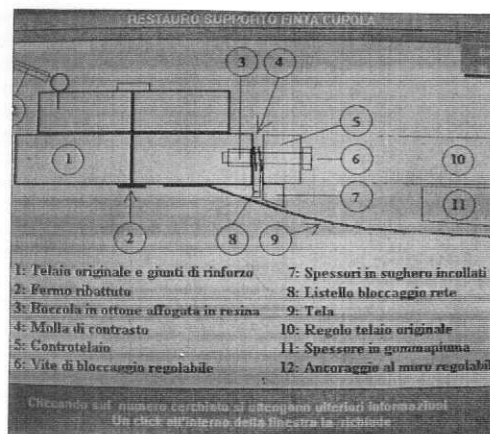 RESTAURO SUPPORTO FINTA CUPOLA
3
4
5
1
6
10
7
11
2
8
9
1: Telaio originale e giunti di rinforzo
2: Fermo ribattuto
3: Boccola in ottone affogata in resina
4: Molla di contrasto
5: Controtelaio
6: Vite di bloccaggio regolabile
7: Spessori in sughero incollati
8: Listello bloccaggio rete
9: Tela
10: Regolo telaio originale
11: Spessore in gommapiuma
12: Ancoraggio al muro regolabil
Cliccando sul numero cerchiato si ottengono ulteriori informazioni
Un click all'interno della finestra la richiude